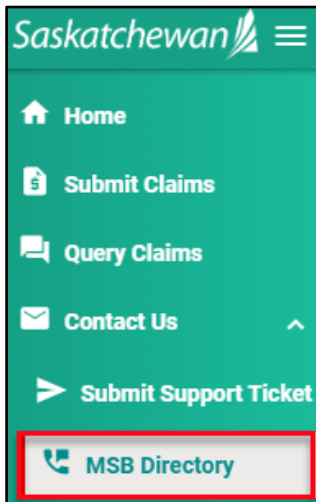 Saskatchewan
Home
Submit Claims
Query Claims
Contact Us
Submit Support Ticket
MSB Directory